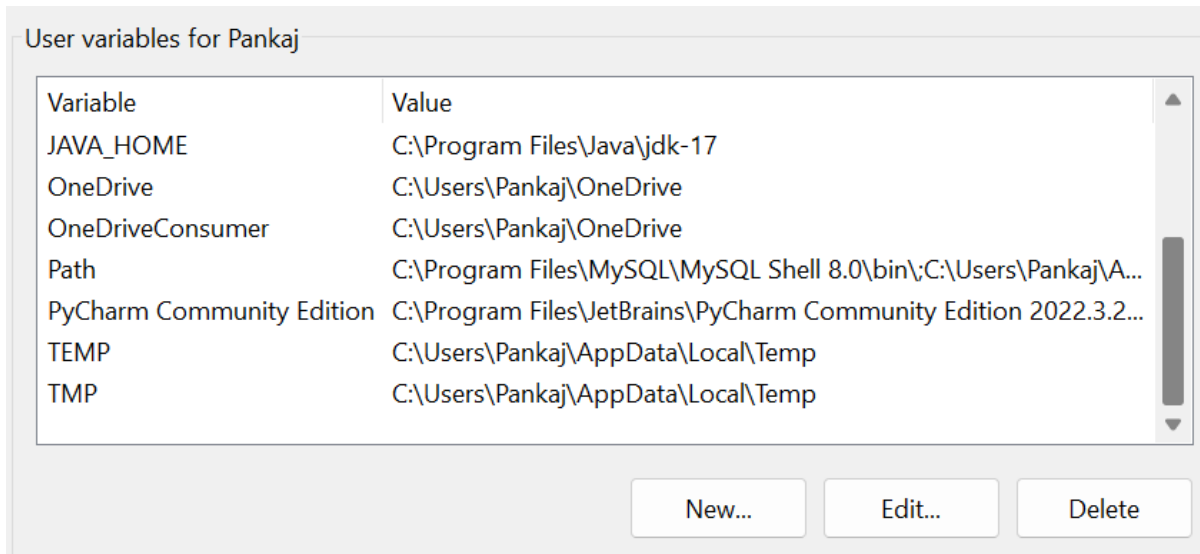 User variables for Pankaj
Variable Value
JAVA_HOME C:\Program Files\Java\jdk-17
OneDrive C:\Users\Pankaj\OneDrive
OneDriveConsumer C:\Users\Pankaj\OneDrive
Path C:\Program Files\MySQL\MySQL Shell 8.0\bin\;C:\Users\Pankaj\A...
PyCharm Community Edition C:\Program Files\JetBrains\PyCharm Community Edition 2022.3.2...
TEMP C:\Users\Pankaj\AppData\Local\Temp
TMP C:\Users\Pankaj\AppData\Local\Temp
New... Edit... Delete